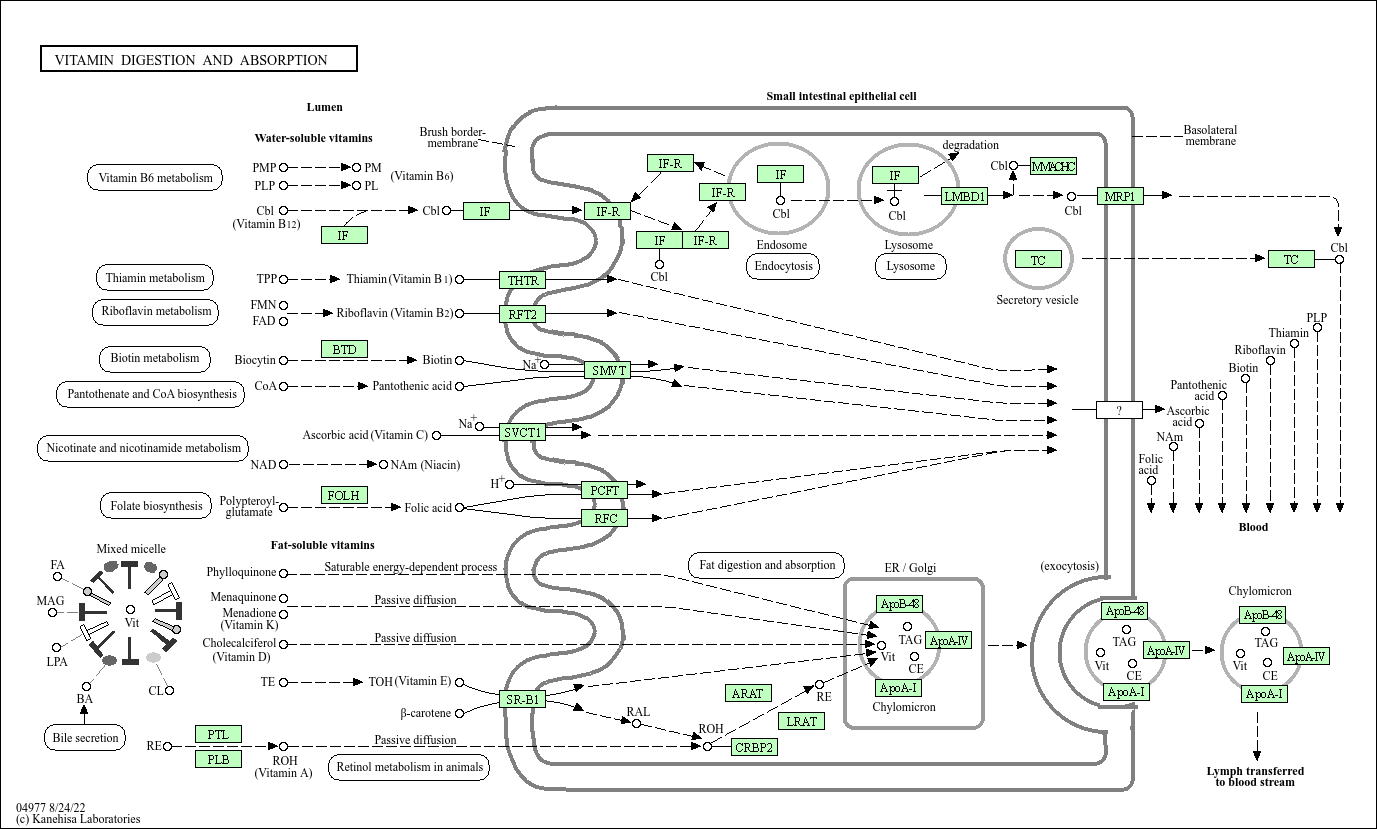 VITAMIN DIGESTION AND ABSORPTION
Lumen
Small intestinal epithelial cell
Water-soluble vitamins
Brush border-
membrane
Basolateral
membrane
Vitamin B6 metabolism
PMP
PM
PLP
PL
(Vitamin B6)
Cbl
(Vitamin B12)
IF
Cbl
IF
IF-R
IF-R
IF-R
IF
IF-R
Cbl
IF
Cbl
Endosome
Endocytosis
degradation
IF
Cbl
Lysosome
Lysosome
LMBD1
Cbl
MMACHC
Cbl
MRP1
TC
Secretory vesicle
TC
Cbl
Thiamin metabolism
TPP
Thiamin (Vitamin B1)
THTR
Riboflavin metabolism
FMN
FAD
Riboflavin (Vitamin B2)
RFT2
Biotin metabolism
Biocytin
BTD
Biotin
Na+
SMVT
Pantothenate and CoA biosynthesis
CoA
Pantothenic acid
Ascorbic acid (Vitamin C)
Na+
SVCT1
Nicotinate and nicotinamide metabolism
NAD
NAm (Niacin)
Folate biosynthesis
Polypteroyl-
glutamate
FOLH
Folic acid
H+
PCFT
RFC
?
PLP
Thiamin
Riboflavin
Biotin
Pantothenic
acid
Ascorbic
acid
NAm
Folic
acid
Blood
Fat-soluble vitamins
Mixed micelle
FA
MAG
LPA
BA
CL
Vit
Bile secretion
Phylloquinone
Saturable energy-dependent process
Menaquinone
Menadione
(Vitamin K)
Passive diffusion
Cholecalciferol
(Vitamin D)
Passive diffusion
TE
TOH (Vitamin E)
β-carotene
SR-B1
RE
PTL
PLB
ROH
(Vitamin A)
Passive diffusion
Retinol metabolism in animals
RAL
ROH
CRBP2
ARAT
LRAT
RE
Fat digestion and absorption
ER / Golgi
ApoB-48
TAG
ApoA-IV
Vit
CE
ApoA-I
Chylomicron
(exocytosis)
ApoB-48
TAG
ApoA-IV
Vit
CE
ApoA-I
Chylomicron
ApoB-48
TAG
ApoA-IV
Vit
CE
ApoA-I
Lymph transferred
to blood stream
04977 8/24/22
(c) Kanehisa Laboratories